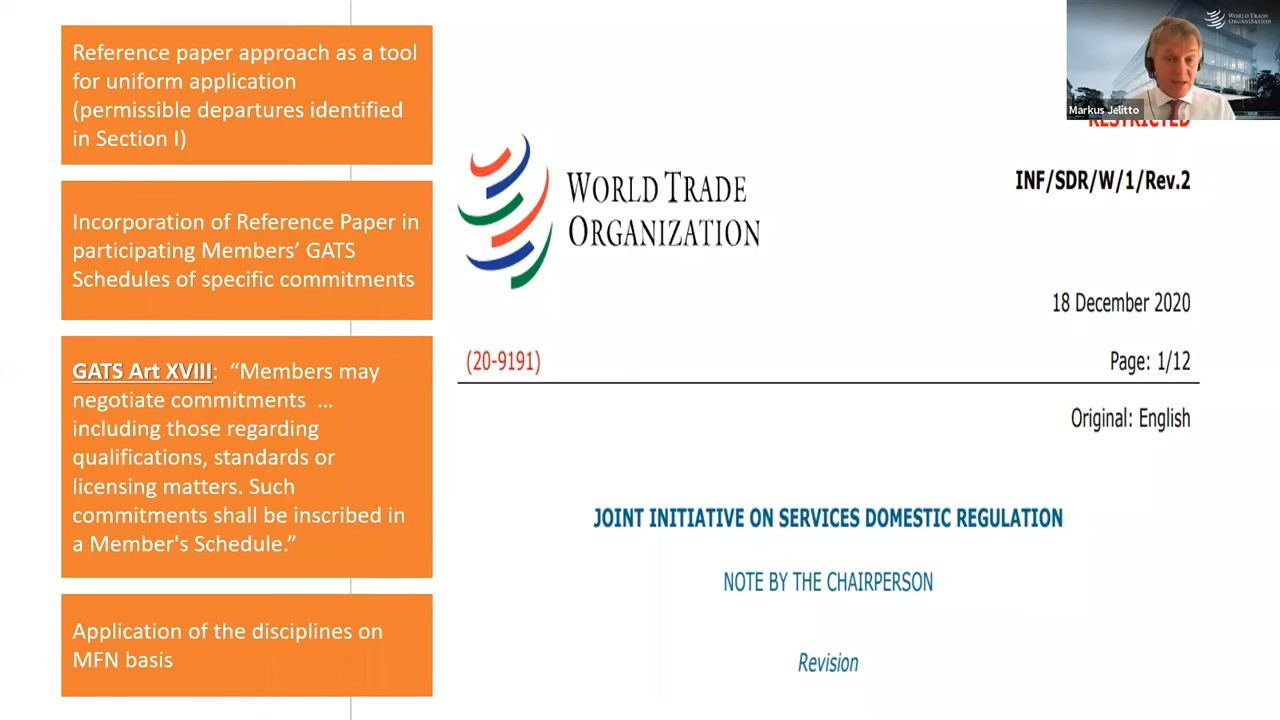 Reference paper approach as a tool
for uniform application
(permissible departures identified
in Section I)
Incorporation of Reference Paper in
participating Members’ GATS
Schedules of specific commitments
GATS Art XVIII: “Members may
negotiate commitments …
including those regarding
qualifications, standards or
licensing matters. Such
commitments shall be inscribed in
a Member's Schedule.”
Application of the disciplines on
MFN basis
WORLD TRADE
ORGANIZATION
Markus Jelitto
RESTRICTED
INF/SDR/W/1/Rev.2
WORLD TRADE
ORGANIZATION
18 December 2020
(20-9191)
Page: 1/12
Original: English
JOINT INITIATIVE ON SERVICES DOMESTIC REGULATION
NOTE BY THE CHAIRPERSON
Revision